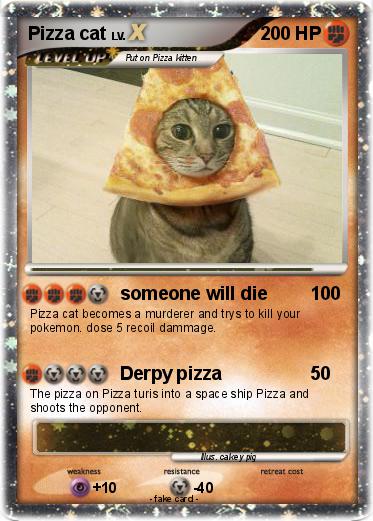 Pizza cat LV. X 200 HP
LEVEL-UP Put on Pizza kitten
someone will die 100
Pizza cat becomes a murderer and trys to kill your
pokemon. dose 5 recoil dammage.
Derpy pizza 50
The pizza on Pizza turis into a space ship Pizza and
shoots the opponent.
Illus. cakey pig
weakness resistance retreat cost
+10 -40
- fake card -